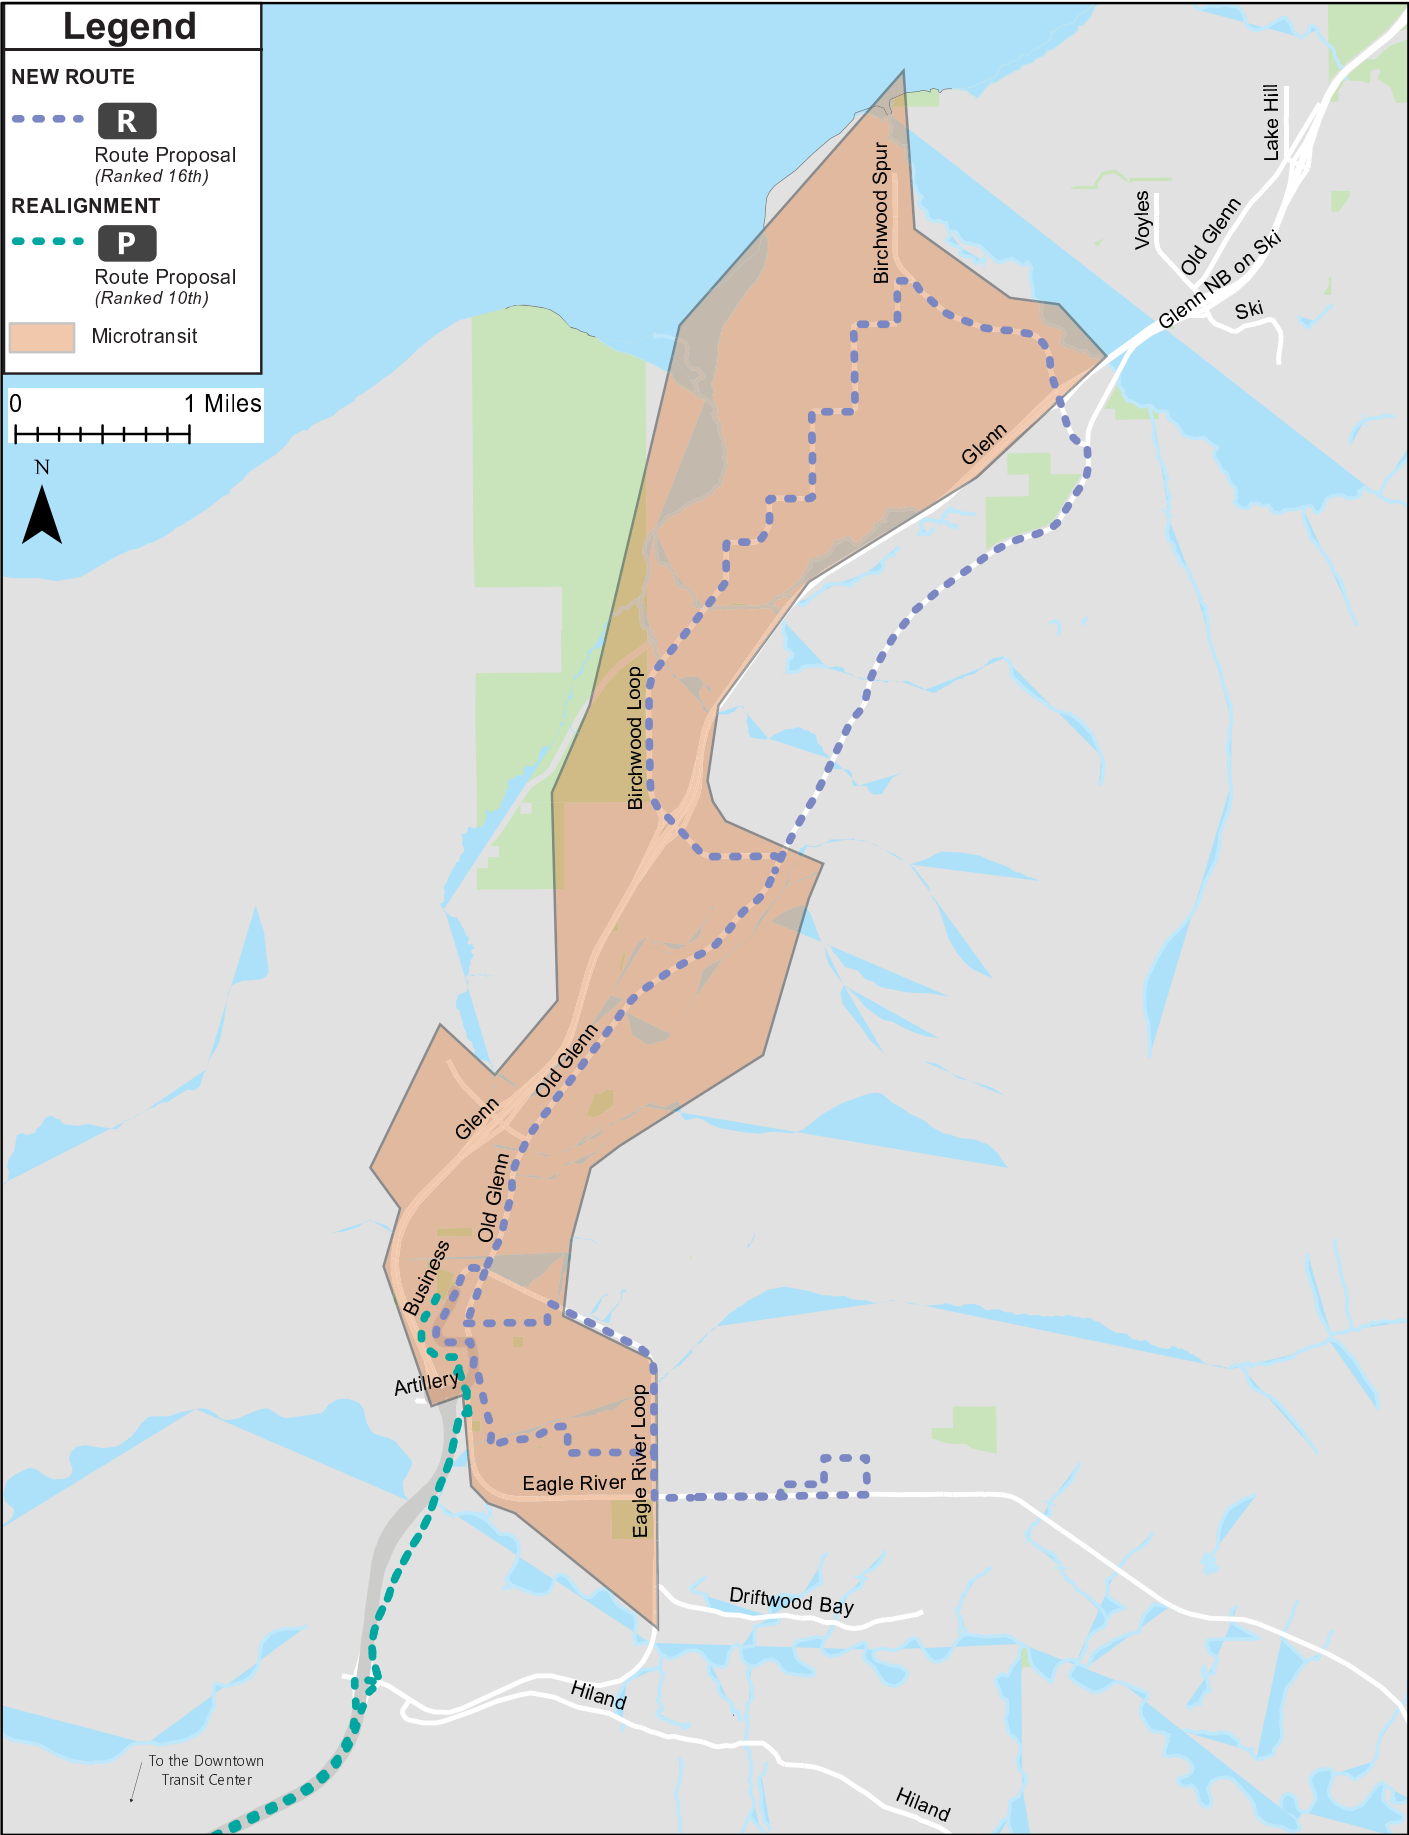 Legend
NEW ROUTE
R
Route Proposal
(Ranked 16th)
REALIGNMENT
P
Route Proposal
(Ranked 10th)
Microtransit
0 1 Miles
N
Lake Hill
Birchwood Spur
Voyles
Old Glenn
Glenn NB on Ski
Ski
Glenn
Birchwood Loop
Old Glenn
Glenn
Old Glenn
Business
Artillery
Eagle River Loop
Eagle River
Driftwood Bay
Hiland
To the Downtown
Transit Center
Hiland